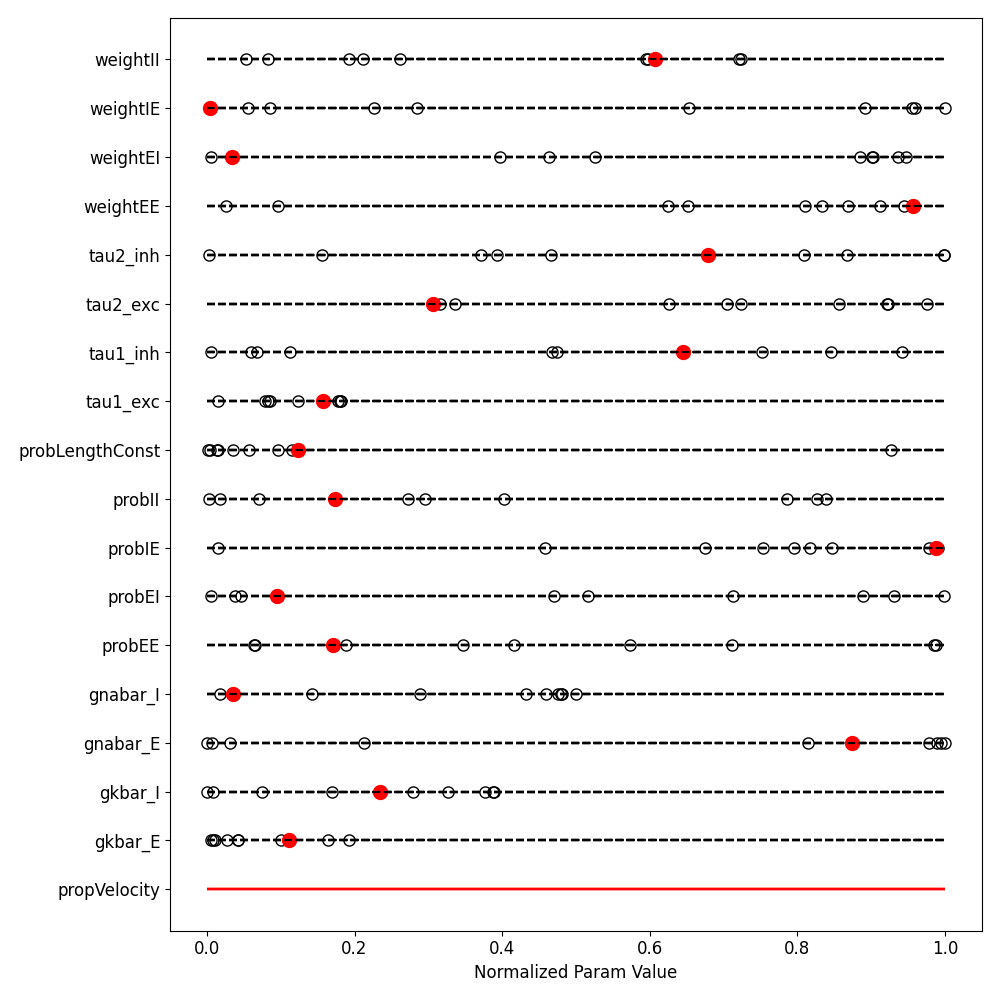 weightII
weightIE
weightEI
weightEE
tau2_inh
tau2_exc
tau1_inh
tau1_exc
probLengthConst
probII
probIE
probEI
probEE
gnabar_I
gnabar_E
gkbar_I
gkbar_E
propVelocity
0.0 0.2 0.4 0.6 0.8 1.0
Normalized Param Value